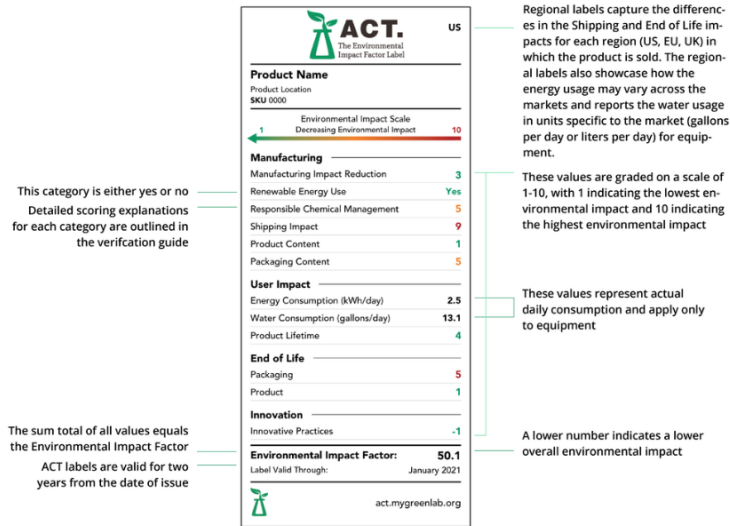 ACT.
The Environmental
Impact Factor Label
US
Product Name
Product Location
SKU 0000
Environmental Impact Scale
1 Decreasing Environmental Impact 10
Manufacturing
Manufacturing Impact Reduction 3
Renewable Energy Use Yes
Responsible Chemical Management 5
Shipping Impact 9
Product Content 1
Packaging Content 5
User Impact
Energy Consumption (kWh/day) 2.5
Water Consumption (gallons/day) 13.1
Product Lifetime 4
End of Life
Packaging 5
Product 1
Innovation
Innovative Practices -1
Environmental Impact Factor: 50.1
Label Valid Through: January 2021
act.mygreenlab.org
This category is either yes or no
Detailed scoring explanations
for each category are outlined in
the verifcation guide
The sum total of all values equals
the Environmental Impact Factor
ACT labels are valid for two
years from the date of issue
Regional labels capture the differenc-
es in the Shipping and End of Life im-
pacts for each region (US, EU, UK) in
which the product is sold. The region-
al labels also showcase how the
energy usage may vary across the
markets and reports the water usage
in units specific to the market (gallons
per day or liters per day) for equip-
ment.
These values are graded on a scale of
1-10, with 1 indicating the lowest en-
vironmental impact and 10 indicating
the highest environmental impact
These values represent actual
daily consumption and apply only
to equipment
A lower number indicates a lower
overall environmental impact